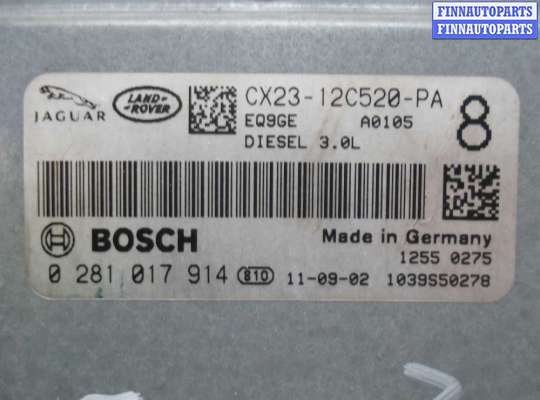 FINNAUTOPARTS
FINNAUTOPARTS
JAGUAR
LAND-
ROVER
CX23-12C520-PA
EQ9GE A0105
8
DIESEL 3.0L
BOSCH
Made in Germany
1255 0275
0 281 017 914 810 11-09-02 1039S50278